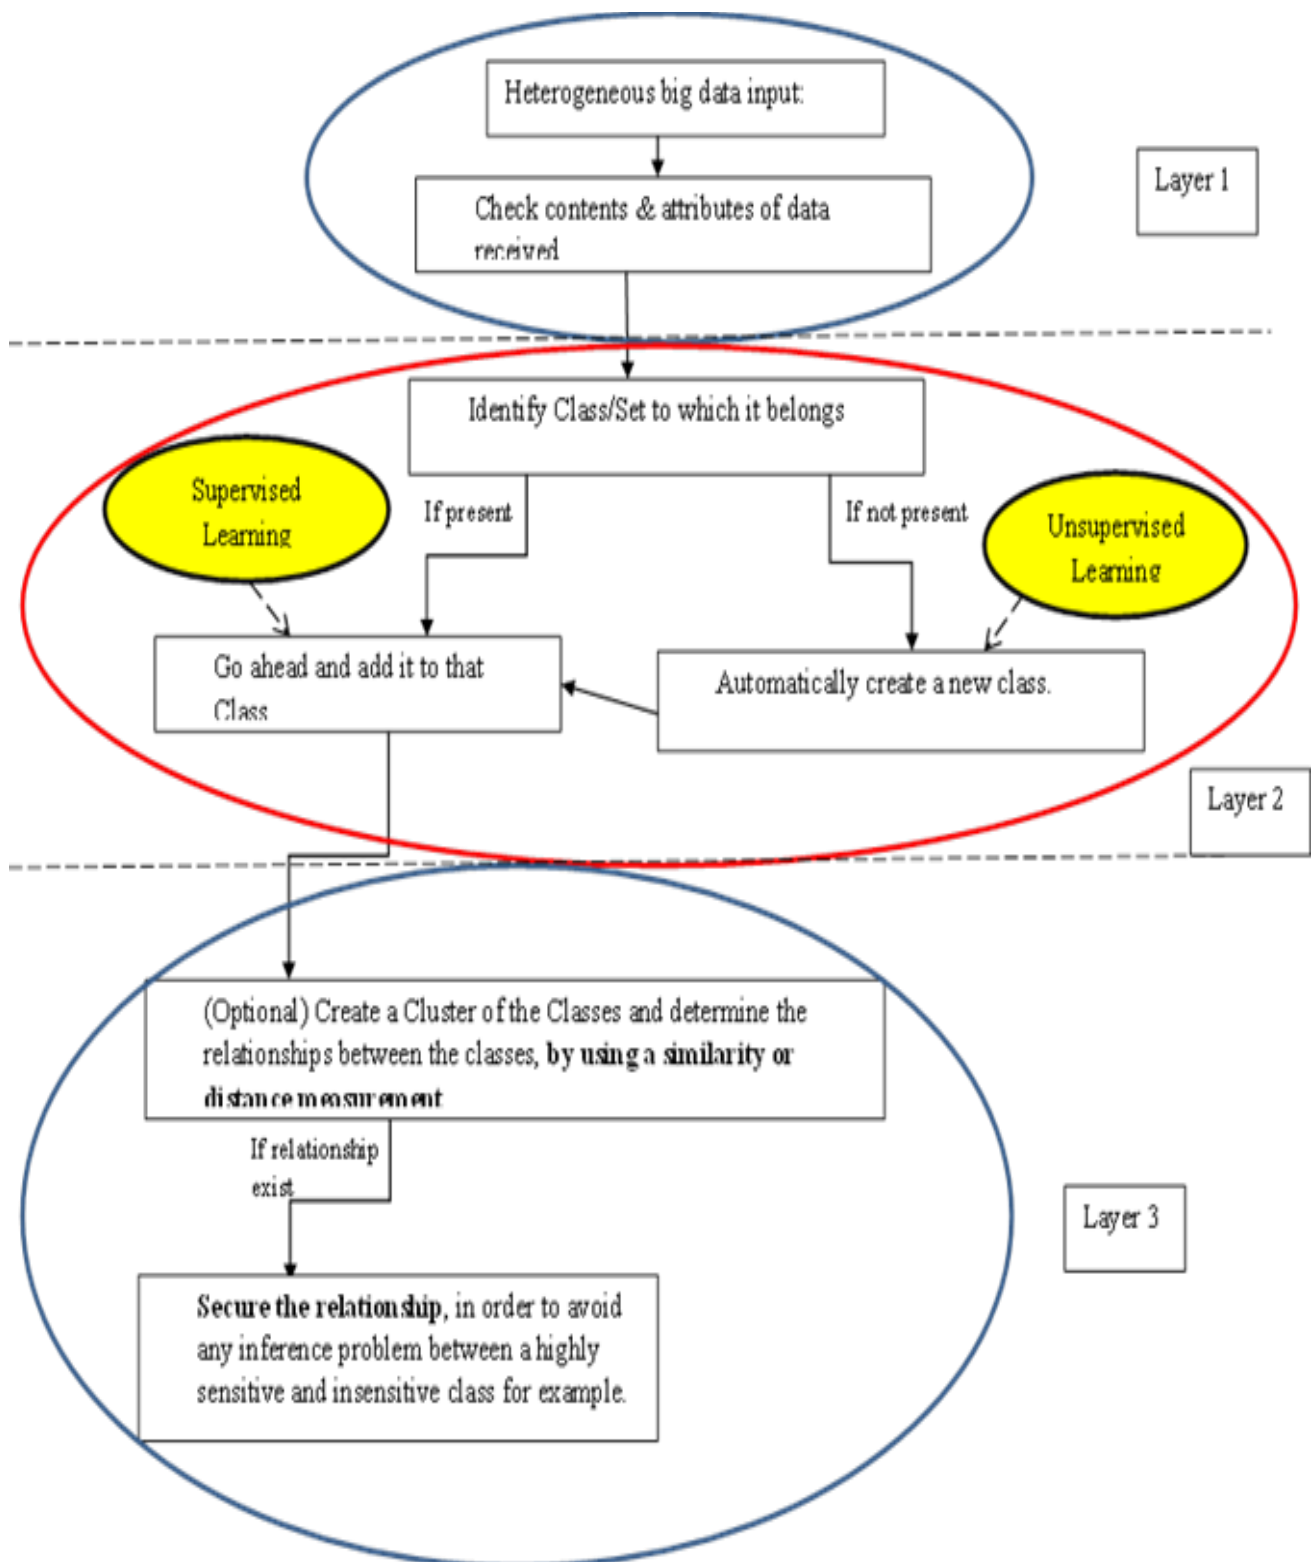 Heterogeneous big data input:
Layer 1
Check contents & attributes of data
received
Identify Class/Set to which it belongs
Supervised
Learning
If present
If not present
Unsupervised
Learning
Go ahead and add it to that
Class
Automatically create a new class.
Layer 2
(Optional) Create a Cluster of the Classes and determine the
relationships between the classes, by using a similarity or
distance measurement
If relationship
exist
Layer 3
Secure the relationship, in order to avoid
any inference problem between a highly
sensitive and insensitive class for example.